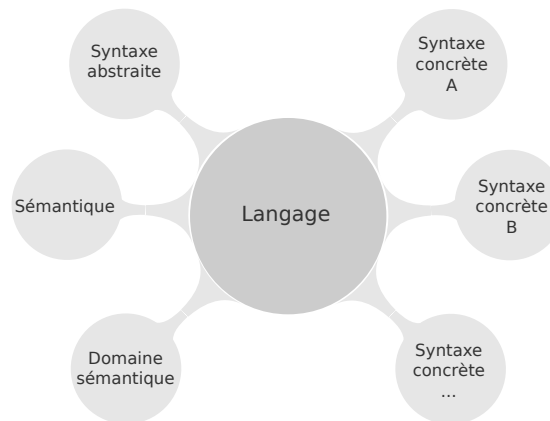 Syntaxe
abstraite
Syntaxe
concrète
A
Sémantique
Langage
Syntaxe
concrète
B
Domaine
sémantique
Syntaxe
concrète
...